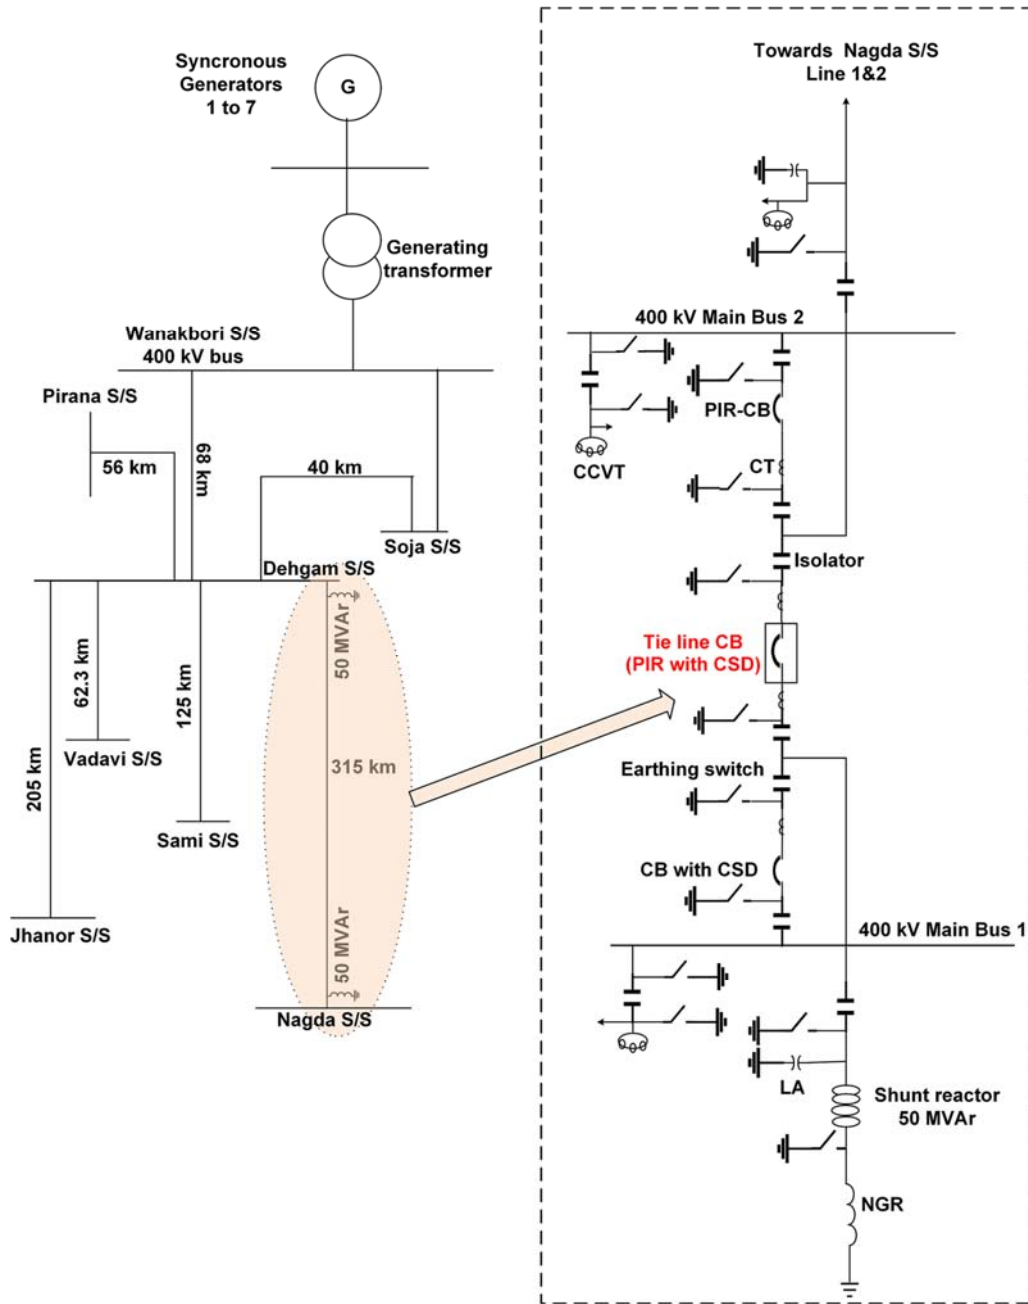 Syncronous
Generators
1 to 7
G
Generating
transformer
Wanakbori S/S
400 kV bus
Pirana S/S
56 km
68 km
40 km
Soja S/S
Dehgam S/S
50 MVAr
62.3 km
125 km
205 km
315 km
Vadavi S/S
Sami S/S
Jhanor S/S
50 MVAr
Nagda S/S
Towards Nagda S/S
Line 1&2
400 kV Main Bus 2
PIR-CB
CCVT
CT
Isolator
Tie line CB
(PIR with CSD)
Earthing switch
CB with CSD
400 kV Main Bus 1
LA
Shunt reactor
50 MVAr
NGR